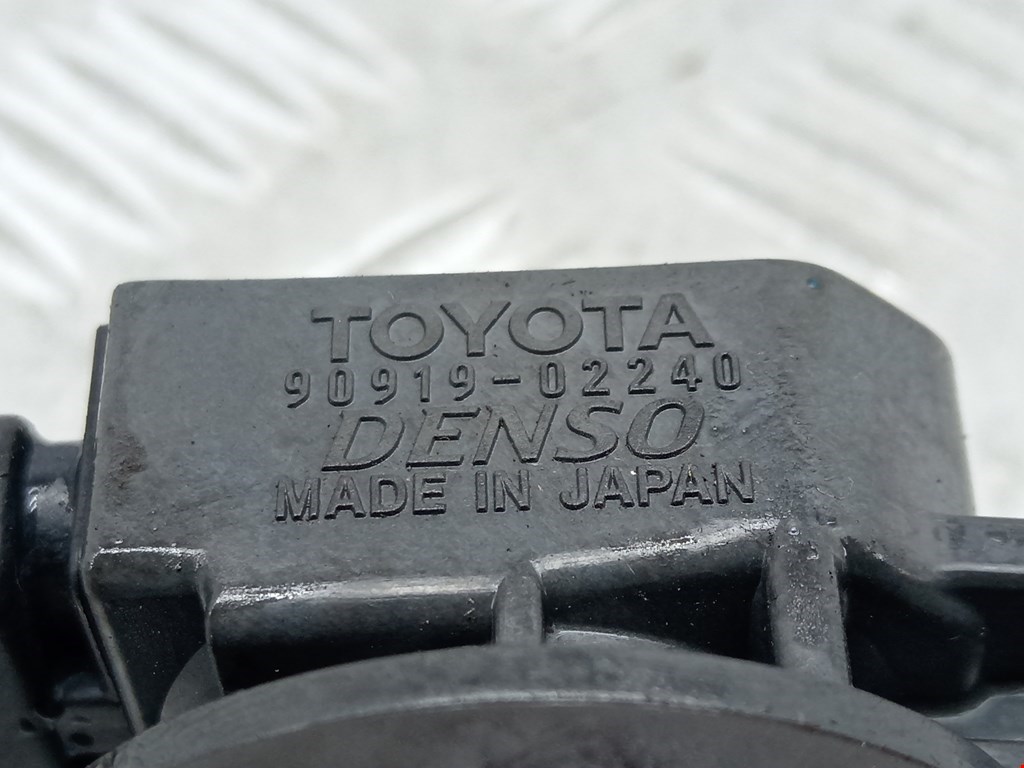 TOYOTA
90919-02240
DENSO
MADE IN JAPAN